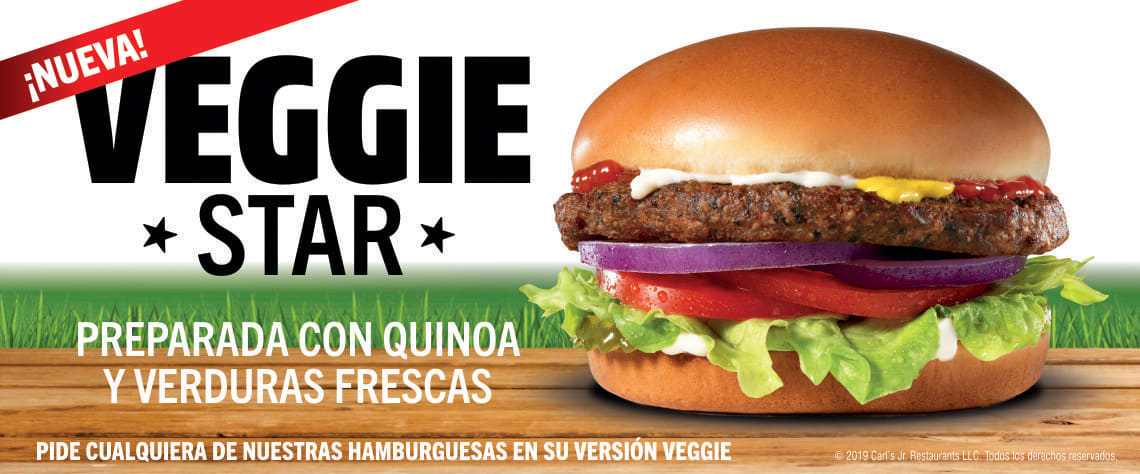 ¡NUEVA!
VEGGIE
★ STAR ★
PREPARADA CON QUINOA
Y VERDURAS FRESCAS
PIDE CUALQUIERA DE NUESTRAS HAMBURGUESAS EN SU VERSIÓN VEGGIE
© 2019 Carl's Jr. Restaurants LLC. Todos los derechos reservados.